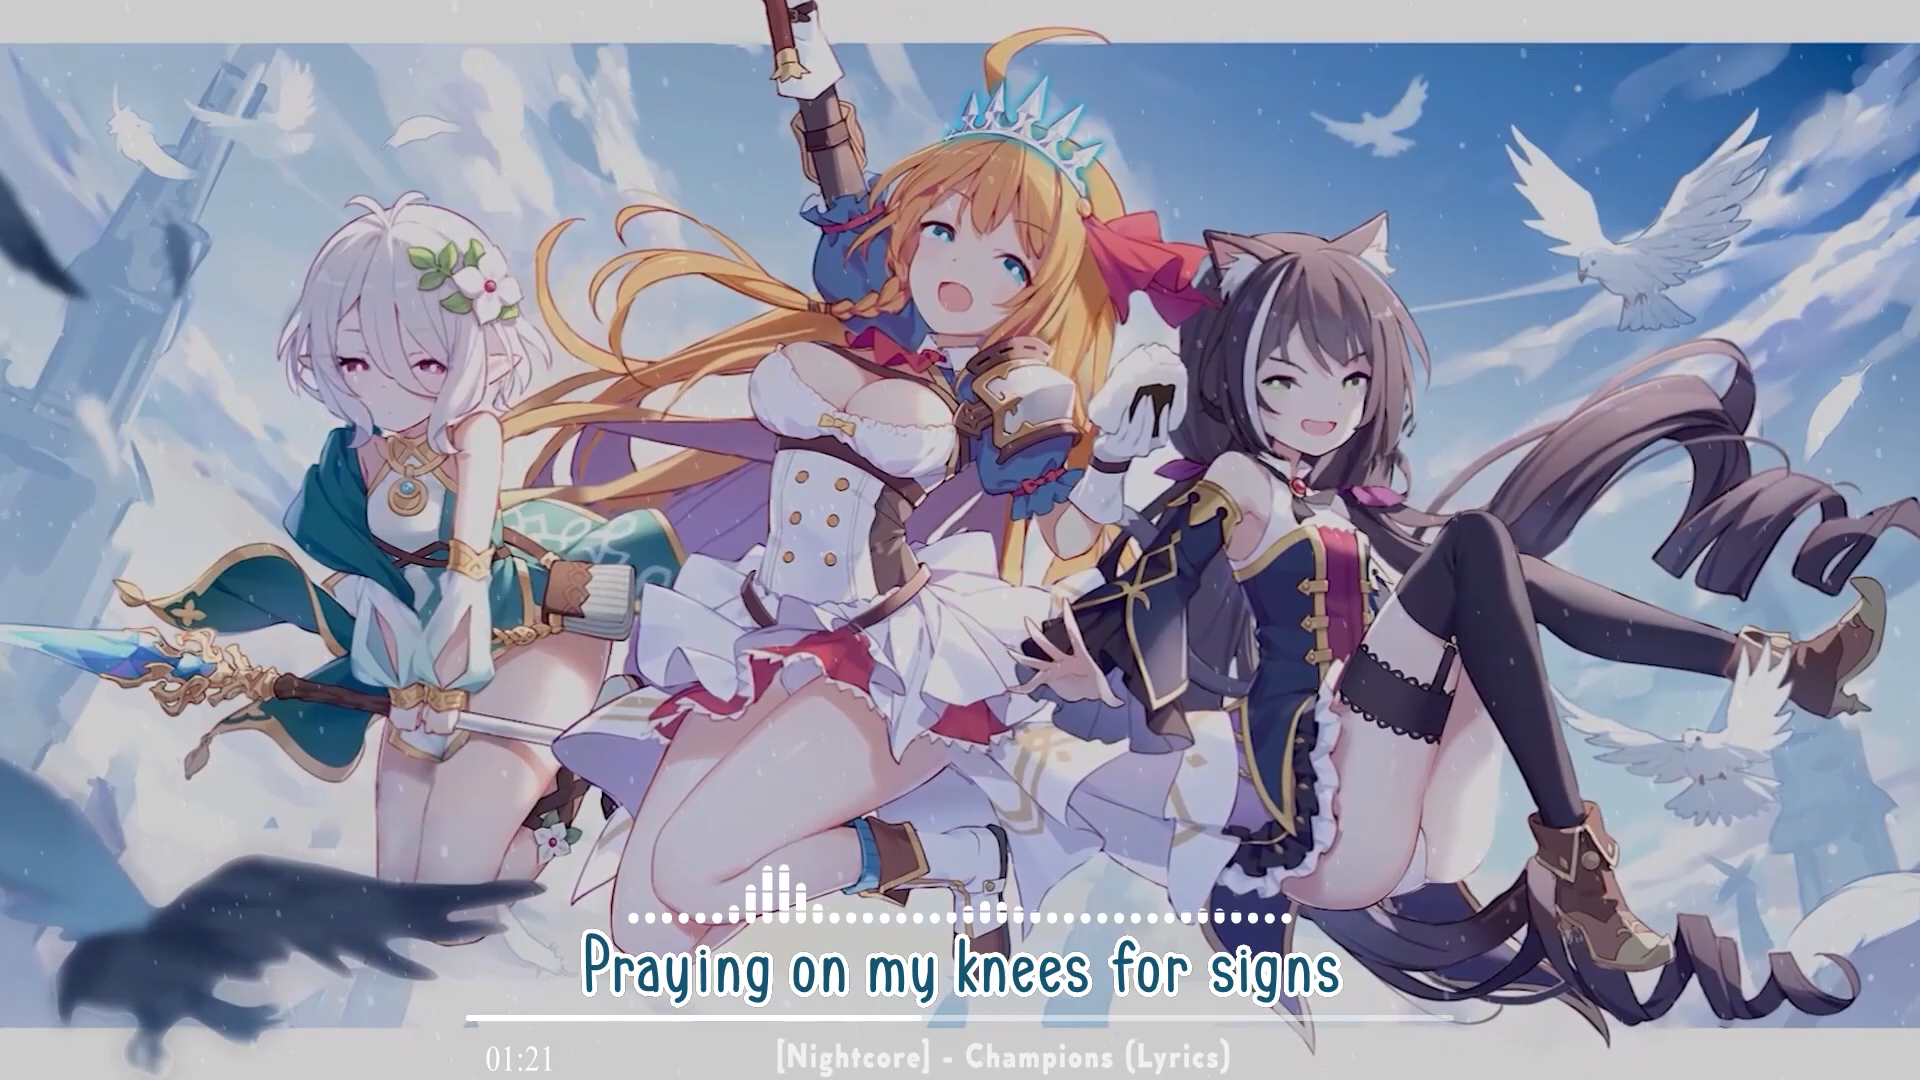 Praying on my knees for signs
01:21
[Nightcore] - Champions (Lyrics)